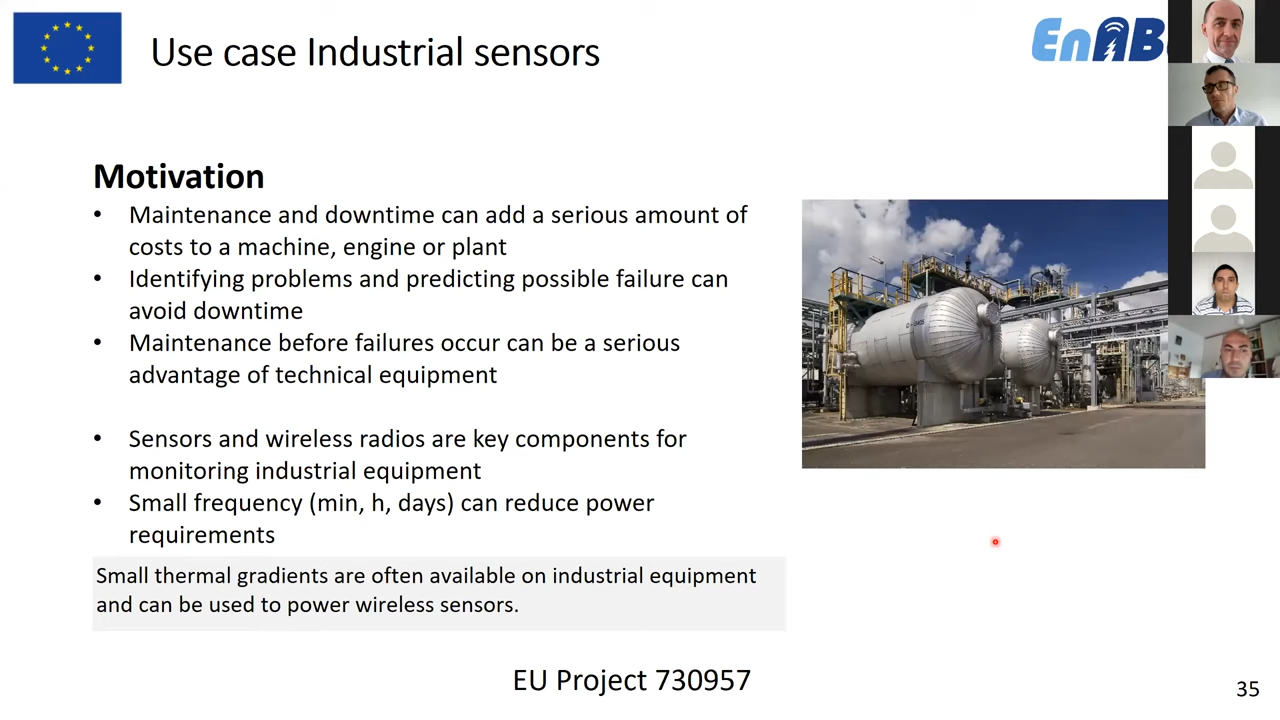 Use case Industrial sensors
EnAB
Motivation
• Maintenance and downtime can add a serious amount of
costs to a machine, engine or plant
• Identifying problems and predicting possible failure can
avoid downtime
• Maintenance before failures occur can be a serious
advantage of technical equipment
• Sensors and wireless radios are key components for
monitoring industrial equipment
• Small frequency (min, h, days) can reduce power
requirements
Small thermal gradients are often available on industrial equipment
and can be used to power wireless sensors.
EU Project 730957
35